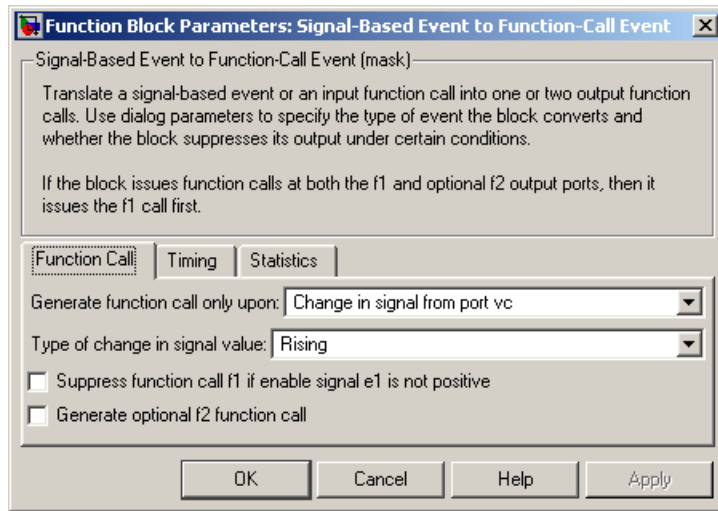 Function Block Parameters: Signal-Based Event to Function-Call Event
Signal-Based Event to Function-Call Event (mask)
Translate a signal-based event or an input function call into one or two output function
calls. Use dialog parameters to specify the type of event the block converts and
whether the block suppresses its output under certain conditions.
If the block issues function calls at both the f1 and optional f2 output ports, then it
issues the f1 call first.
Function Call Timing Statistics
Generate function call only upon: Change in signal from port vc
Type of change in signal value: Rising
Suppress function call f1 if enable signal e1 is not positive
Generate optional f2 function call
OK Cancel Help Apply